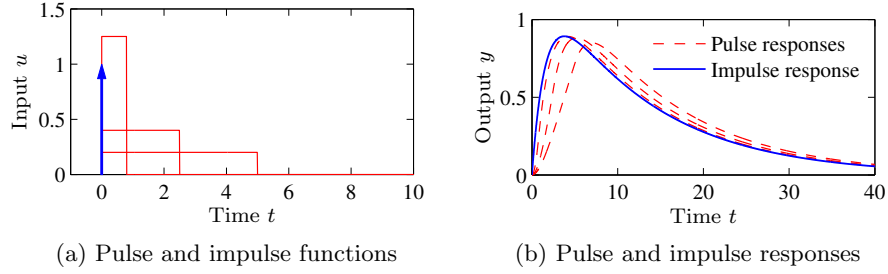 1.5
1
0.5
0
Input u
0
2
4
6
8
10
Time t
(a) Pulse and impulse functions
1
0.5
0
Output y
Pulse responses
Impulse response
0
10
20
30
40
Time t
(b) Pulse and impulse responses